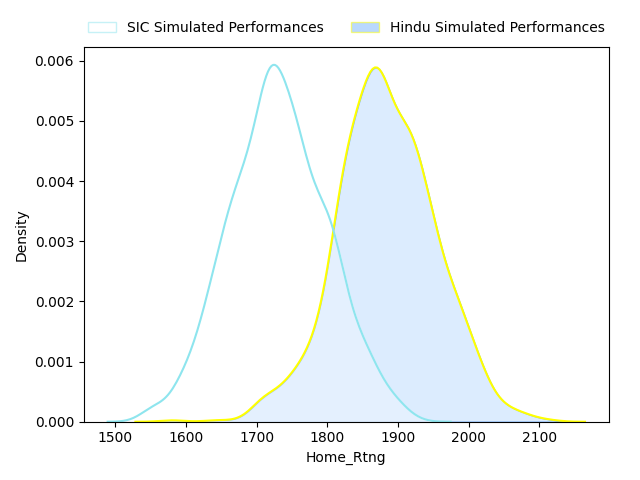 SIC Simulated Performances Hindu Simulated Performances
0.006
0.005
0.004
0.003
0.002
0.001
0.000
Density
1500 1600 1700 1800 1900 2000 2100
Home_Rtng